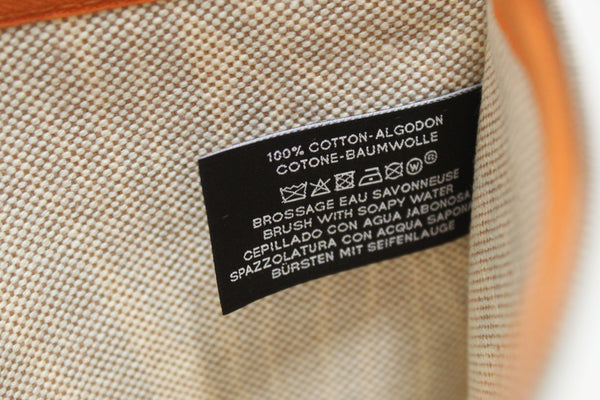 100% COTTON-ALGODON
COTONE-BAUMWOLLE
W R
BROSSAGE EAU SAVONNEUSE
BRUSH WITH SOAPY WATER
CEPILLADO CON AGUA JABONOSA
SPAZZOLATURA CON ACQUA SAPONA
BÜRSTEN MIT SEIFENLAUGE